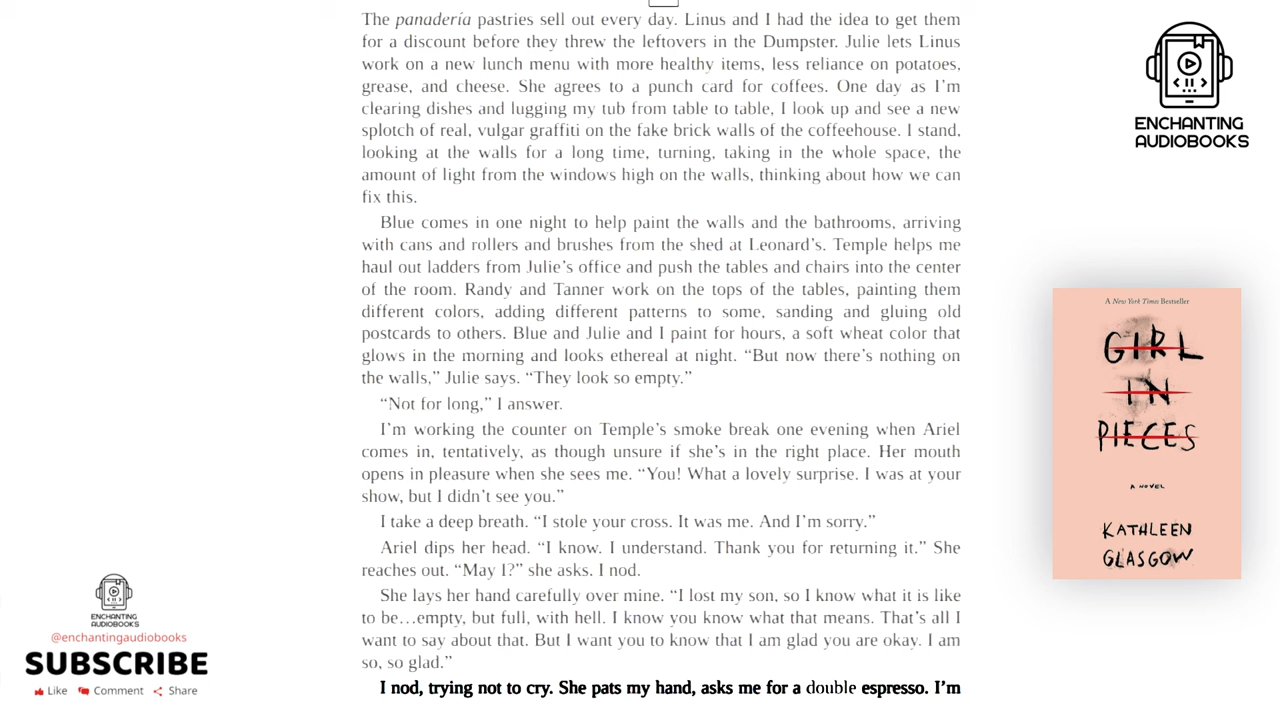 The panadería pastries sell out every day. Linus and I had the idea to get them
for a discount before they threw the leftovers in the Dumpster. Julie lets Linus
work on a new lunch menu with more healthy items, less reliance on potatoes,
grease, and cheese. She agrees to a punch card for coffees. One day as I’m
clearing dishes and lugging my tub from table to table, I look up and see a new
splotch of real, vulgar graffiti on the fake brick walls of the coffeehouse. I stand,
looking at the walls for a long time, turning, taking in the whole space, the
amount of light from the windows high on the walls, thinking about how we can
fix this.
Blue comes in one night to help paint the walls and the bathrooms, arriving
with cans and rollers and brushes from the shed at Leonard’s. Temple helps me
haul out ladders from Julie’s office and push the tables and chairs into the center
of the room. Randy and Tanner work on the tops of the tables, painting them
different colors, adding different patterns to some, sanding and gluing old
postcards to others. Blue and Julie and I paint for hours, a soft wheat color that
glows in the morning and looks ethereal at night. “But now there’s nothing on
the walls,” Julie says. “They look so empty.”
“Not for long,” I answer.
I’m working the counter on Temple’s smoke break one evening when Ariel
comes in, tentatively, as though unsure if she’s in the right place. Her mouth
opens in pleasure when she sees me. “You! What a lovely surprise. I was at your
show, but I didn’t see you.”
I take a deep breath. “I stole your cross. It was me. And I’m sorry.”
Ariel dips her head. “I know. I understand. Thank you for returning it.” She
reaches out. “May I?” she asks. I nod.
She lays her hand carefully over mine. “I lost my son, so I know what it is like
to be…empty, but full, with hell. I know you know what that means. That’s all I
want to say about that. But I want you to know that I am glad you are okay. I am
so, so glad.”
I nod, trying not to cry. She pats my hand, asks me for a double espresso. I’m
ENCHANTING
AUDIOBOOKS
A New York Times Bestseller
GIRL
IN
PIECES
A NOVEL
KATHLEEN
GLASGOW
ENCHANTING
AUDIOBOOKS
@enchantingaudiobooks
SUBSCRIBE
Like Comment Share